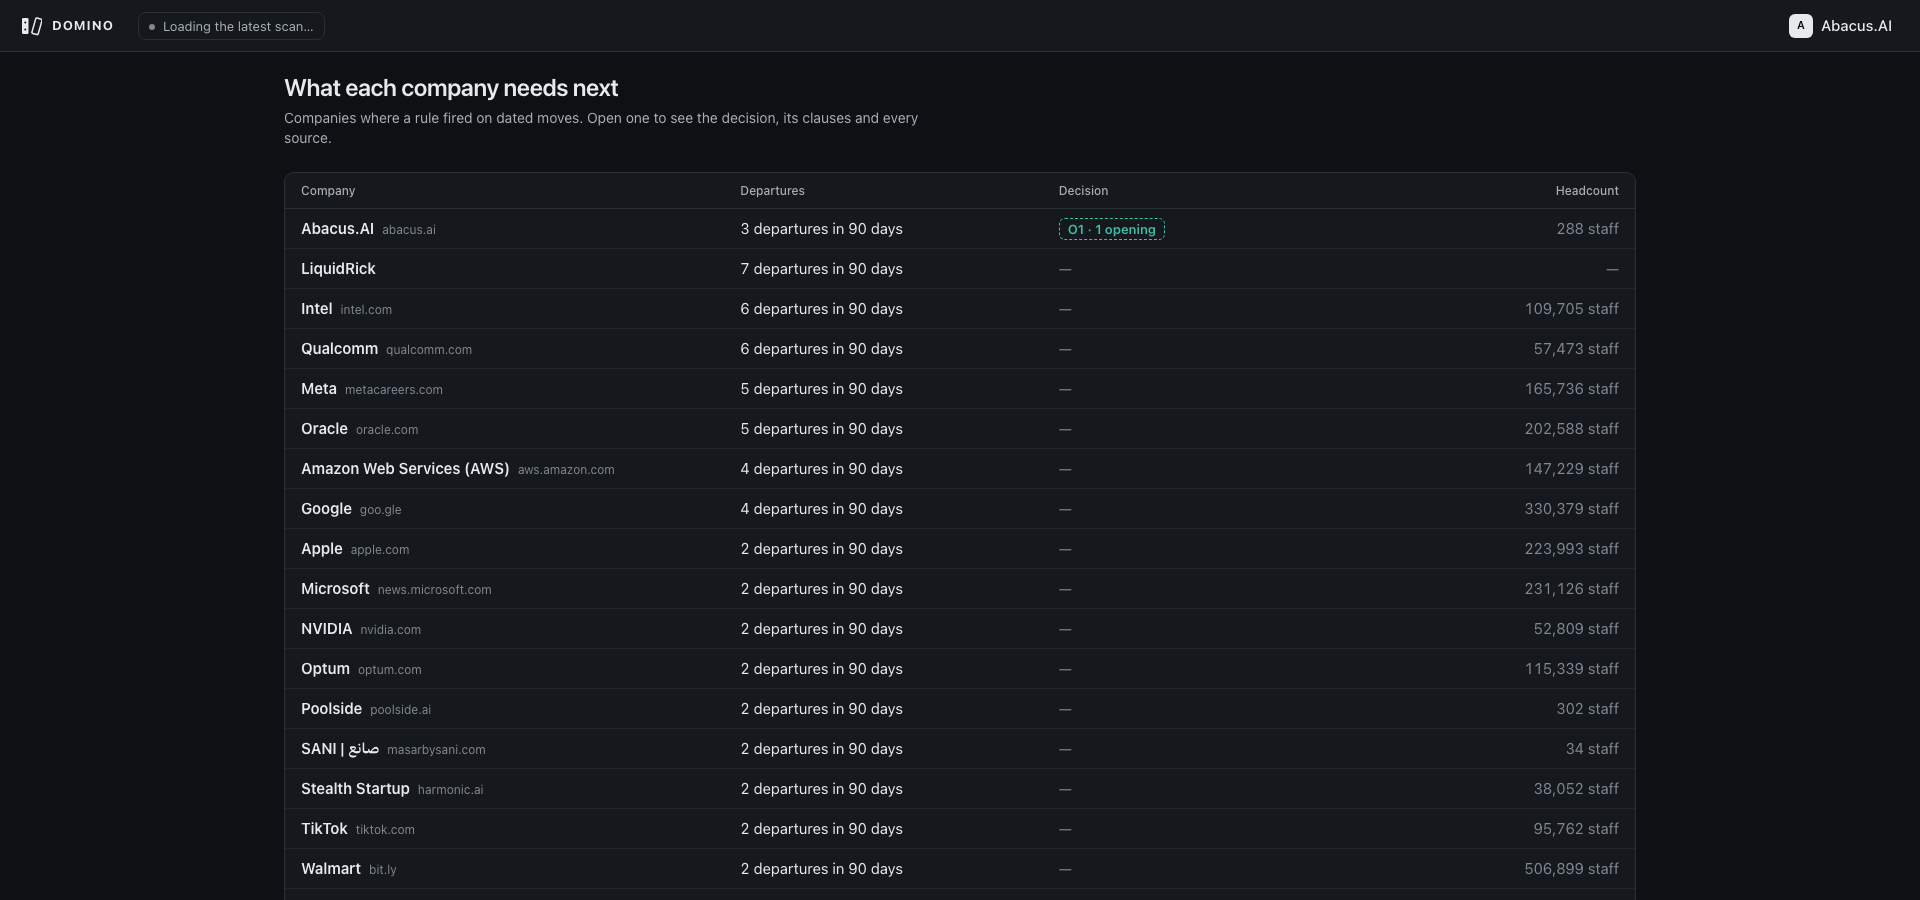 DOMINO
Loading the latest scan...
A Abacus.AI
What each company needs next
Companies where a rule fired on dated moves. Open one to see the decision, its clauses and every
source.
Company Departures Decision Headcount
Abacus.AI abacus.ai 3 departures in 90 days O1 · 1 opening 288 staff
LiquidRick 7 departures in 90 days — —
Intel intel.com 6 departures in 90 days — 109,705 staff
Qualcomm qualcomm.com 6 departures in 90 days — 57,473 staff
Meta metacareers.com 5 departures in 90 days — 165,736 staff
Oracle oracle.com 5 departures in 90 days — 202,588 staff
Amazon Web Services (AWS) aws.amazon.com 4 departures in 90 days — 147,229 staff
Google goo.gle 4 departures in 90 days — 330,379 staff
Apple apple.com 2 departures in 90 days — 223,993 staff
Microsoft news.microsoft.com 2 departures in 90 days — 231,126 staff
NVIDIA nvidia.com 2 departures in 90 days — 52,809 staff
Optum optum.com 2 departures in 90 days — 115,339 staff
Poolside poolside.ai 2 departures in 90 days — 302 staff
SANI | صانع masarbysani.com 2 departures in 90 days — 34 staff
Stealth Startup harmonic.ai 2 departures in 90 days — 38,052 staff
TikTok tiktok.com 2 departures in 90 days — 95,762 staff
Walmart bit.ly 2 departures in 90 days — 506,899 staff